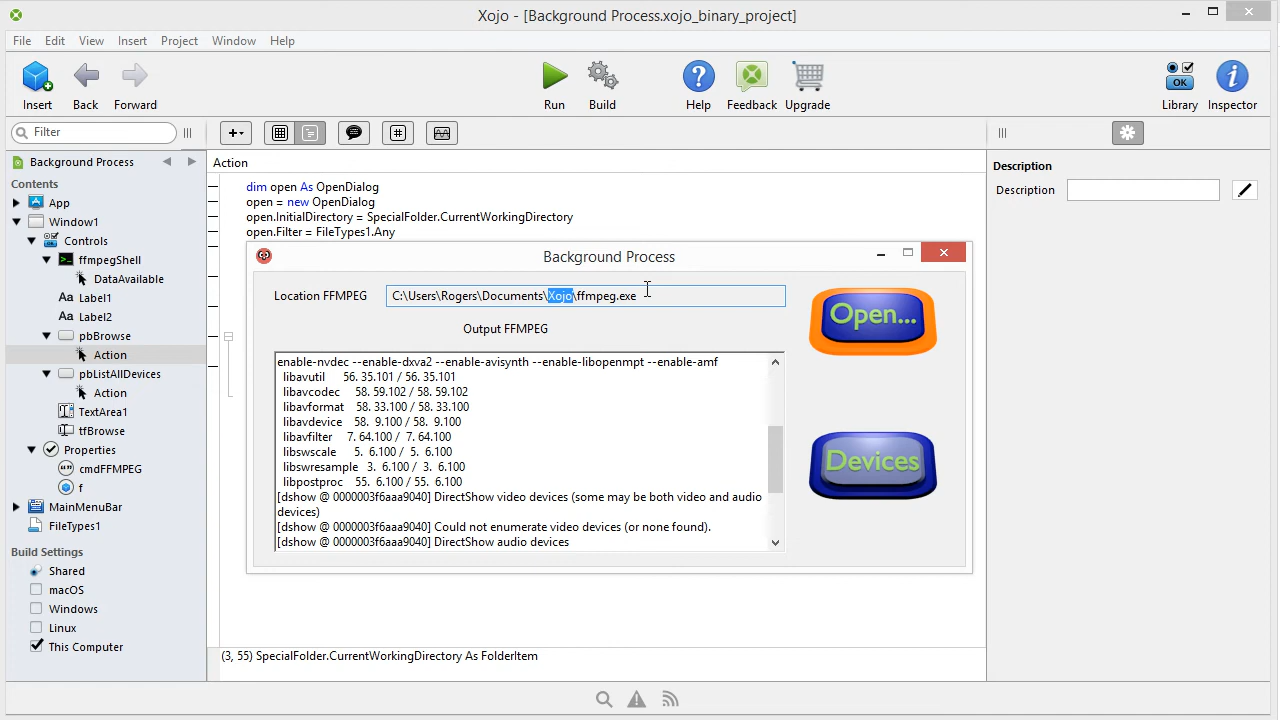 Xojo - [Background Process.xojo_binary_project]
File Edit View Insert Project Window Help
Insert Back Forward Run Build Help Feedback Upgrade OK Library Inspector
Filter
Background Process
Contents
App
Window1
Controls
ffmpegShell
DataAvailable
Label1
Label2
pbBrowse
Action
pbListAllDevices
Action
TextArea1
tfBrowse
Properties
cmdFFMPEG
f
MainMenuBar
FileTypes1
Build Settings
Shared
macOS
Windows
Linux
This Computer
Action
dim open As OpenDialog
open = new OpenDialog
open.InitialDirectory = SpecialFolder.CurrentWorkingDirectory
open.Filter = FileTypes1.Any
Background Process
Location FFMPEG C:\Users\Rogers\Documents\Xojo\ffmpeg.exe
Open...
Output FFMPEG
enable-nvdec --enable-dxva2 --enable-avisynth --enable-libopenmpt --enable-amf
libavutil 56. 35.101 / 56. 35.101
libavcodec 58. 59.102 / 58. 59.102
libavformat 58. 33.100 / 58. 33.100
libavdevice 58. 9.100 / 58. 9.100
libavfilter 7. 64.100 / 7. 64.100
libswscale 5. 6.100 / 5. 6.100
libswresample 3. 6.100 / 3. 6.100
libpostproc 55. 6.100 / 55. 6.100
[dshow @ 0000003f6aaa9040] DirectShow video devices (some may be both video and audio
devices)
[dshow @ 0000003f6aaa9040] Could not enumerate video devices (or none found).
[dshow @ 0000003f6aaa9040] DirectShow audio devices
Devices
(3, 55) SpecialFolder.CurrentWorkingDirectory As FolderItem
Description
Description